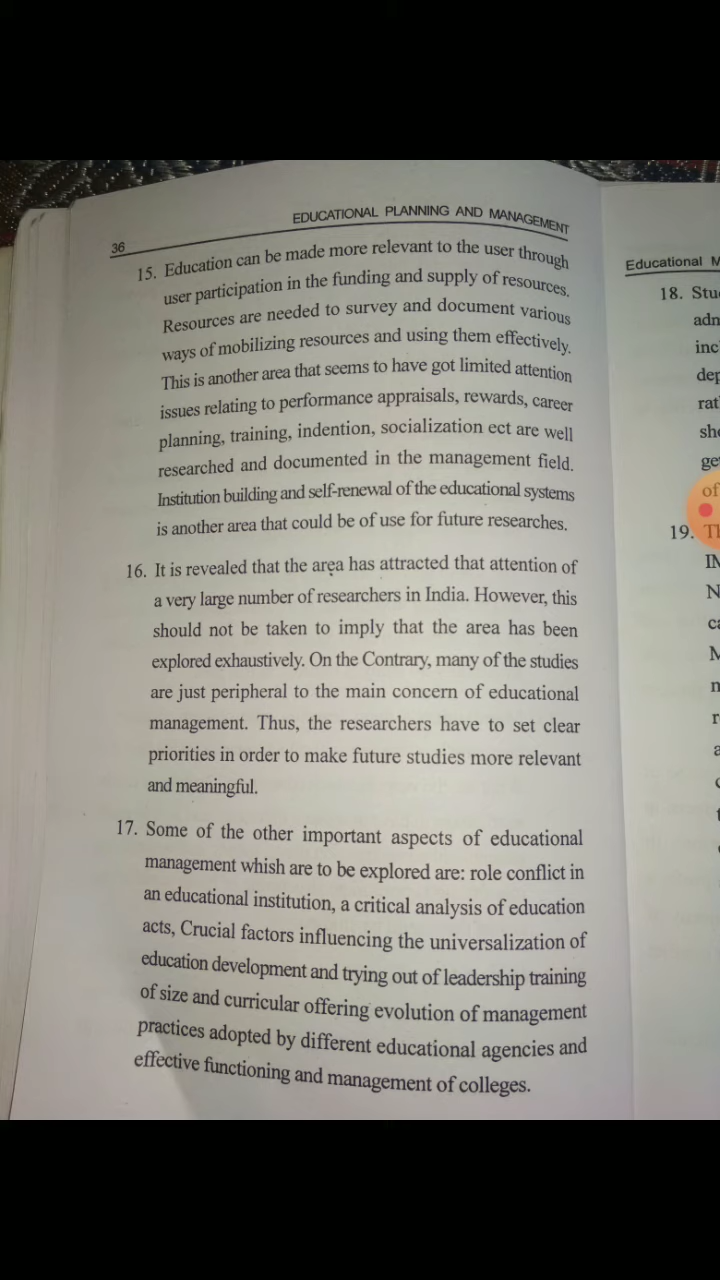 36
EDUCATIONAL PLANNING AND MANAGEMENT
15. Education can be made more relevant to the user through
user participation in the funding and supply of resources.
Resources are needed to survey and document various
ways of mobilizing resources and using them effectively.
This is another area that seems to have got limited attention
issues relating to performance appraisals, rewards, career
planning, training, indention, socialization ect are well
researched and documented in the management field.
Institution building and self-renewal of the educational systems
is another area that could be of use for future researches.
16. It is revealed that the area has attracted that attention of
a very large number of researchers in India. However, this
should not be taken to imply that the area has been
explored exhaustively. On the Contrary, many of the studies
are just peripheral to the main concern of educational
management. Thus, the researchers have to set clear
priorities in order to make future studies more relevant
and meaningful.
17. Some of the other important aspects of educational
management whish are to be explored are: role conflict in
an educational institution, a critical analysis of education
acts, Crucial factors influencing the universalization of
education development and trying out of leadership training
of size and curricular offering evolution of management
practices adopted by different educational agencies and
effective functioning and management of colleges.
Educational
18.
19.